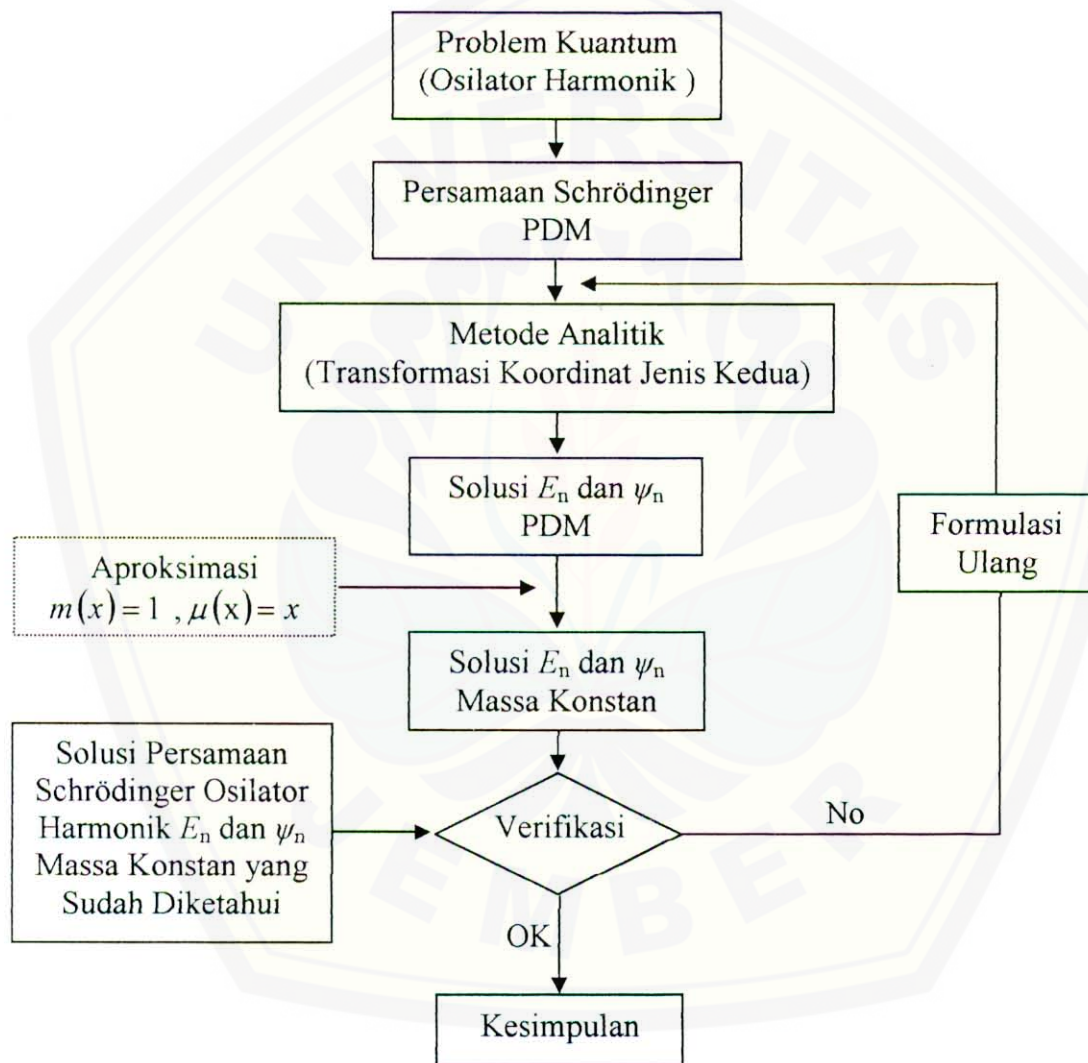 Problem Kuantum
(Osilator Harmonik )
Persamaan Schrödinger
PDM
Metode Analitik
(Transformasi Koordinat Jenis Kedua)
Solusi Eₙ dan ψₙ
PDM
Formulasi
Ulang
Aproksimasi
m(x)=1 , μ(x)= x
Solusi Eₙ dan ψₙ
Massa Konstan
Solusi Persamaan
Schrödinger Osilator
Harmonik Eₙ dan ψₙ
Massa Konstan yang
Sudah Diketahui
Verifikasi
No
OK
Kesimpulan
UNIVERSITAS
JEMBER